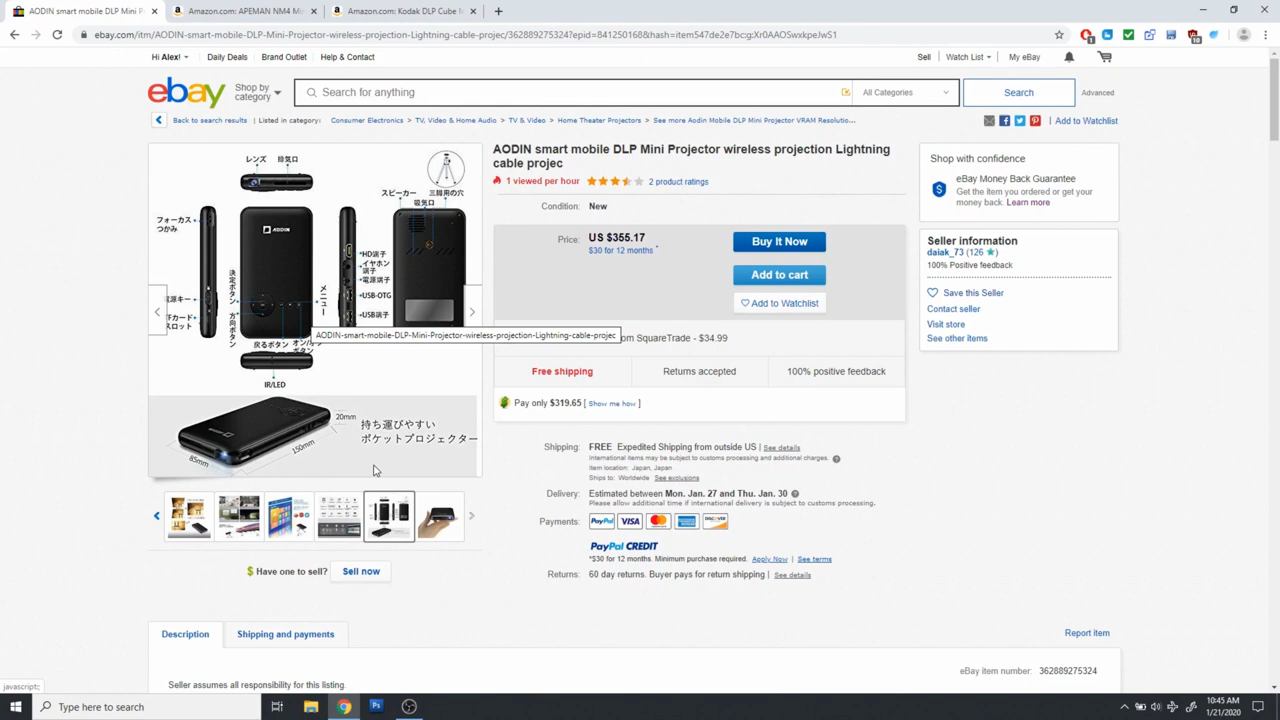 AODIN smart mobile DLP Mini Pr
Amazon.com: APEMAN NM4 Mini
Amazon.com: Kodak DLP Cube M
ebay.com/itm/AODIN-smart-mobile-DLP-Mini-Projector-wireless-projection-Lightning-cable-projec/362889275324?epid=841250168&hash=item547de2e7bc:g:Xr0AAOSwxkpeJwS1
Hi Alex!
Daily Deals
Brand Outlet
Help & Contact
Sell
Watch List
My eBay
ebay
Shop by
category
Search for anything
All Categories
Search
Advanced
Back to search results
Listed in category:
Consumer Electronics > TV, Video & Home Audio > TV & Video > Home Theater Projectors > See more Aodin Mobile DLP Mini Projector VRAM Resolutio...
Add to Watchlist
レンズ
排気口
スピーカー
三脚用の穴
吸気口
フォーカス
つみ
AODIN
HD端子
イヤホン
端子
電源端子
USB-OTG
USB端子
決定ボタン
方向ボタン
メニュー
戻るボタン
IR/LED
20mm
150mm
85mm
持ち運びやすい
ポケットプロジェクター
AODIN-smart-mobile-DLP-Mini-Projector-wireless-projection-Lightning-cable-projec
Have one to sell?
Sell now
AODIN smart mobile DLP Mini Projector wireless projection Lightning
cable projec
1 viewed per hour
2 product ratings
Condition:
New
Price:
US $355.17
$30 for 12 months *
Buy It Now
Add to cart
Add to Watchlist
om SquareTrade - $34.99
Free shipping
Returns accepted
100% positive feedback
Pay only $319.65 [ Show me how ]
Shipping:
FREE Expedited Shipping from outside US | See details
International items may be subject to customs processing and additional charges.
Item location: Japan, Japan
Ships to: Worldwide See exclusions
Delivery:
Estimated between Mon. Jan. 27 and Thu. Jan. 30
Please allow additional time if international delivery is subject to customs processing.
Payments:
PayPal
VISA
PayPal CREDIT
*$30 for 12 months. Minimum purchase required. Apply Now | See terms
Returns:
60 day returns. Buyer pays for return shipping | See details
Shop with confidence
eBay Money Back Guarantee
Get the item you ordered or get your
money back. Learn more
Seller information
daiak_73 (126 )
100% Positive feedback
Save this Seller
Contact seller
Visit store
See other items
Description
Shipping and payments
Report item
eBay item number: 362889275324
Seller assumes all responsibility for this listing.
javascript:;
Type here to search
10:45 AM
1/21/2020